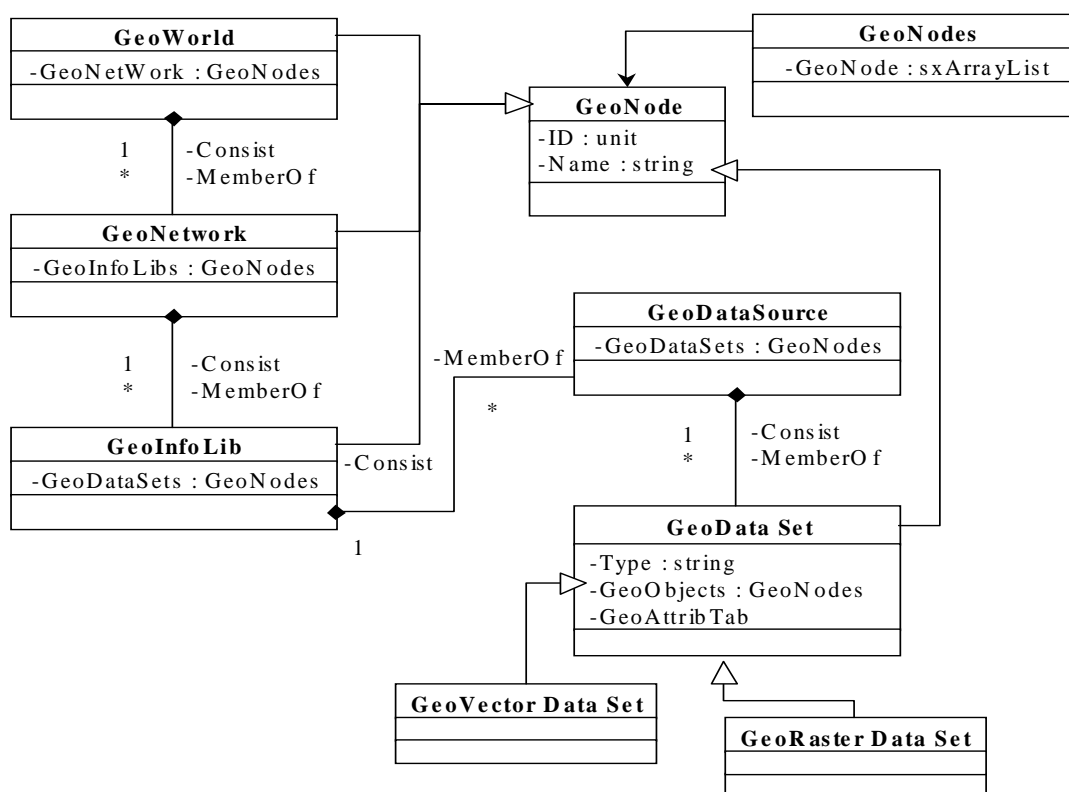 GeoWorld
-GeoNetWork : GeoNodes
1
-Consist
*
-MemberOf
GeoNetwork
-GeoInfoLibs : GeoNodes
1
-Consist
*
-MemberOf
GeoInfoLib
-GeoDataSets : GeoNodes
-Consist
1
-MemberOf
*
GeoNode
-ID : unit
-Name : string
GeoNodes
-GeoNode : sxArrayList
GeoDataSource
-GeoDataSets : GeoNodes
1
-Consist
*
-MemberOf
GeoData Set
-Type : string
-GeoObjects : GeoNodes
-GeoAttribTab
GeoVector Data Set
GeoRaster Data Set